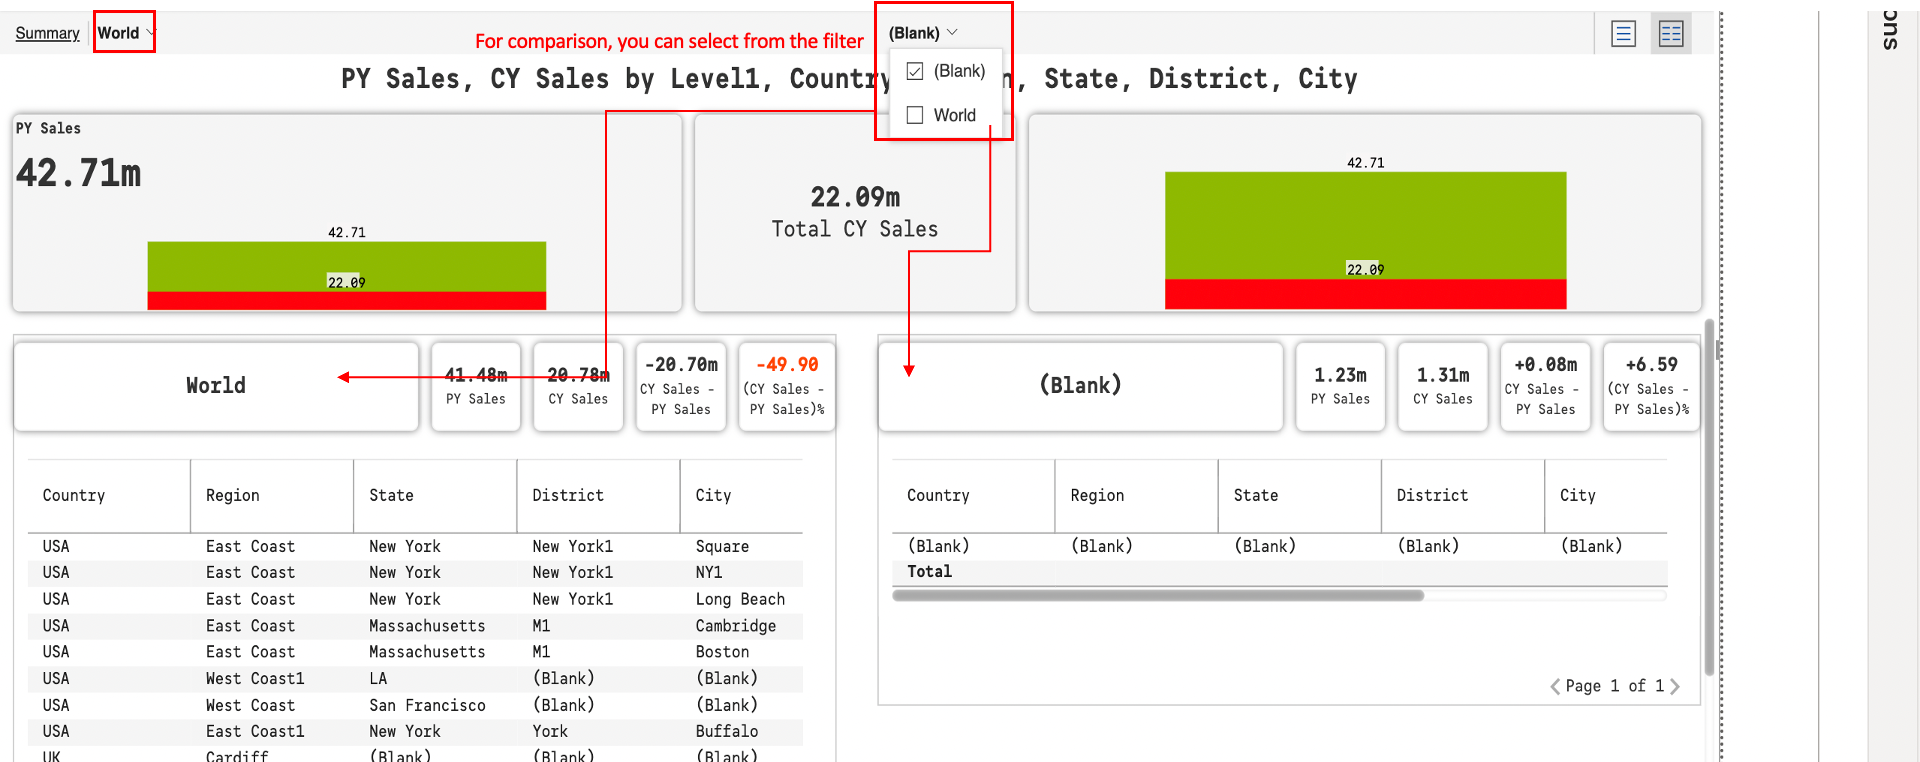 Summary World (Blank)
For comparison, you can select from the filter
(Blank)
World
PY Sales, CY Sales by Level1, Country n, State, District, City
ons
PY Sales
42.71m
42.71
22.09
22.09m
Total CY Sales
42.71
22.09
World
41.48m
PY Sales
20.78m
CY Sales
-20.70m
CY Sales -
PY Sales
-49.90
(CY Sales -
PY Sales)%
Country Region State District City
USA East Coast New York New York1 Square
USA East Coast New York New York1 NY1
USA East Coast New York New York1 Long Beach
USA East Coast Massachusetts M1 Cambridge
USA East Coast Massachusetts M1 Boston
USA West Coast1 LA (Blank) (Blank)
USA West Coast San Francisco (Blank) (Blank)
USA East Coast1 New York York Buffalo
UK Cardiff (Blank) (Blank) (Blank)
(Blank)
1.23m
PY Sales
1.31m
CY Sales
+0.08m
CY Sales -
PY Sales
+6.59
(CY Sales -
PY Sales)%
Country Region State District City
(Blank) (Blank) (Blank) (Blank) (Blank)
Total
Page 1 of 1